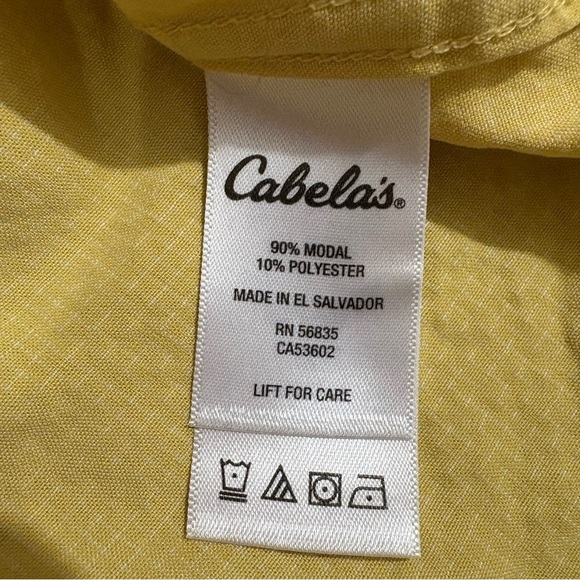 Cabela's®
90% MODAL
10% POLYESTER
MADE IN EL SALVADOR
RN 56835
CA53602
LIFT FOR CARE